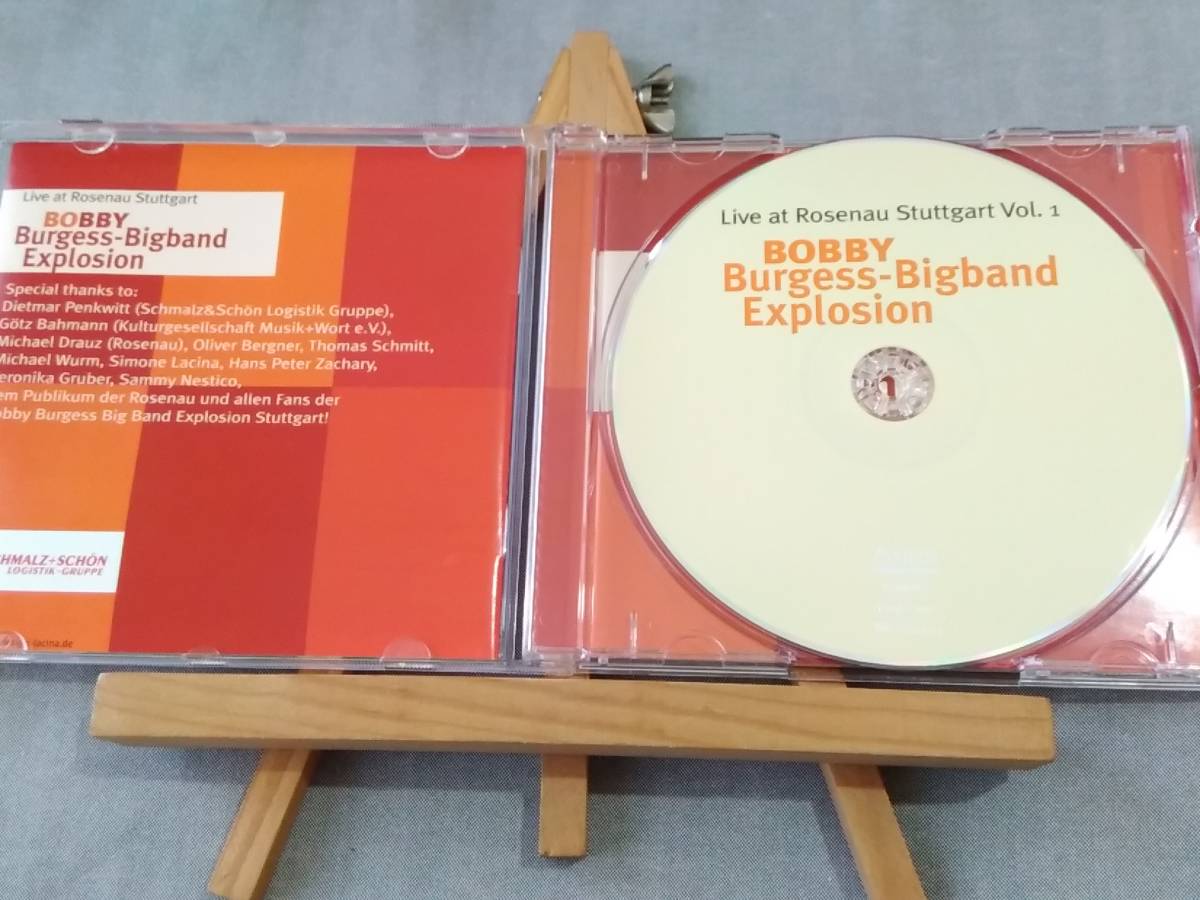 Live at Rosenau Stuttgart
BOBBY
Burgess-Bigband
Explosion
Special thanks to:
Dietmar Penkwitt (Schmalz&Schön Logistik Gruppe),
Götz Bahmann (Kulturgesellschaft Musik+Wort e.V.),
Michael Drauz (Rosenau), Oliver Bergner, Thomas Schmitt,
Michael Wurm, Simone Lacina, Hans Peter Zachary,
eronika Gruber, Sammy Nestico,
em Publikum der Rosenau und allen Fans der
obby Burgess Big Band Explosion Stuttgart!
CHMALZ+SCHÖN
LOGISTIK-GRUPPE
Live at Rosenau Stuttgart Vol. 1
BOBBY
Burgess-Bigband
Explosion